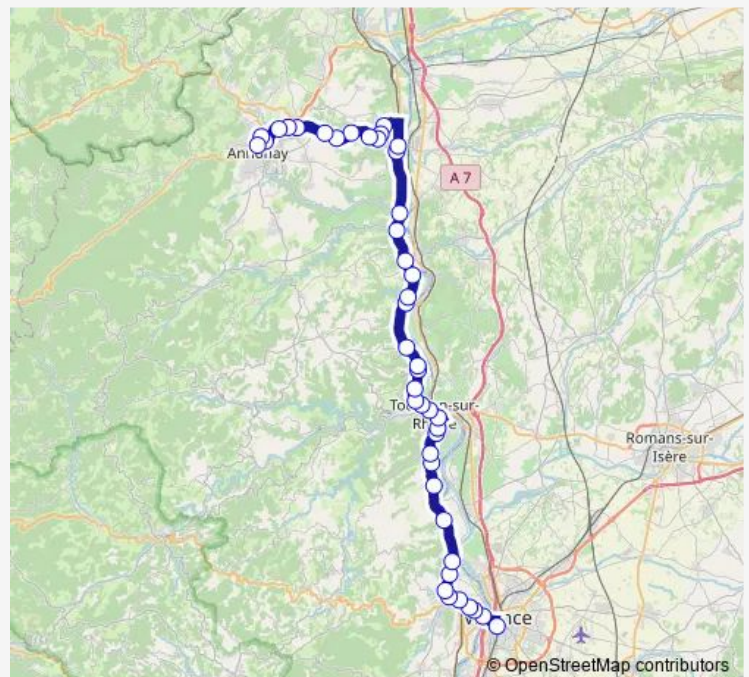 Annonay
A 7
Tournon-sur-
Rhône
Romans-sur-
Isère
Valence
© OpenStreetMap contributors